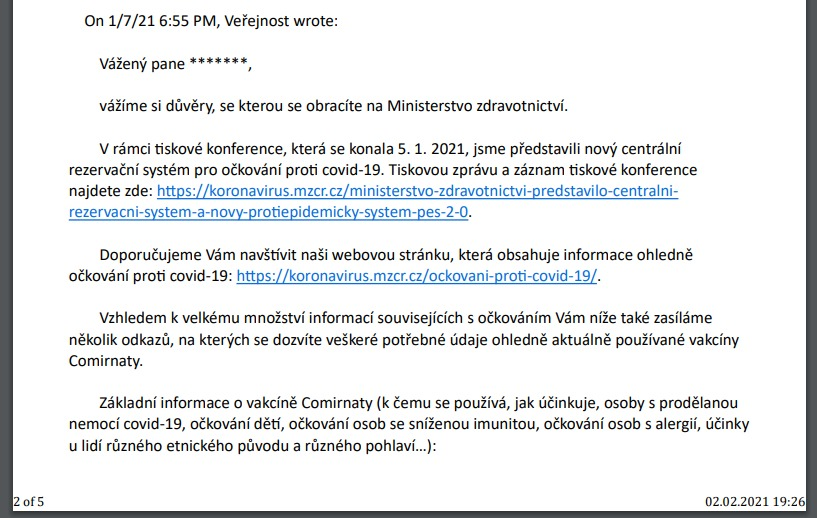 On 1/7/21 6:55 PM, Veřejnost wrote:
Vážený pane *******,
vážíme si důvěry, se kterou se obracíte na Ministerstvo zdravotnictví.
V rámci tiskové konference, která se konala 5. 1. 2021, jsme představili nový centrální
rezervační systém pro očkování proti covid-19. Tiskovou zprávu a záznam tiskové konference
najdete zde: https://koronavirus.mzcr.cz/ministerstvo-zdravotnictvi-predstavilo-centralni-
rezervacni-system-a-novy-protiepidemicky-system-pes-2-0.
Doporučujeme Vám navštívit naši webovou stránku, která obsahuje informace ohledně
očkování proti covid-19: https://koronavirus.mzcr.cz/ockovani-proti-covid-19/.
Vzhledem k velkému množství informací souvisejících s očkováním Vám níže také zasíláme
několik odkazů, na kterých se dozvíte veškeré potřebné údaje ohledně aktuálně používané vakcíny
Comirnaty.
Základní informace o vakcíně Comirnaty (k čemu se používá, jak účinkuje, osoby s prodělanou
nemocí covid-19, očkování dětí, očkování osob se sníženou imunitou, očkování osob s alergií, účinky
u lidí různého etnického původu a různého pohlaví…):
2 of 5 02.02.2021 19:26